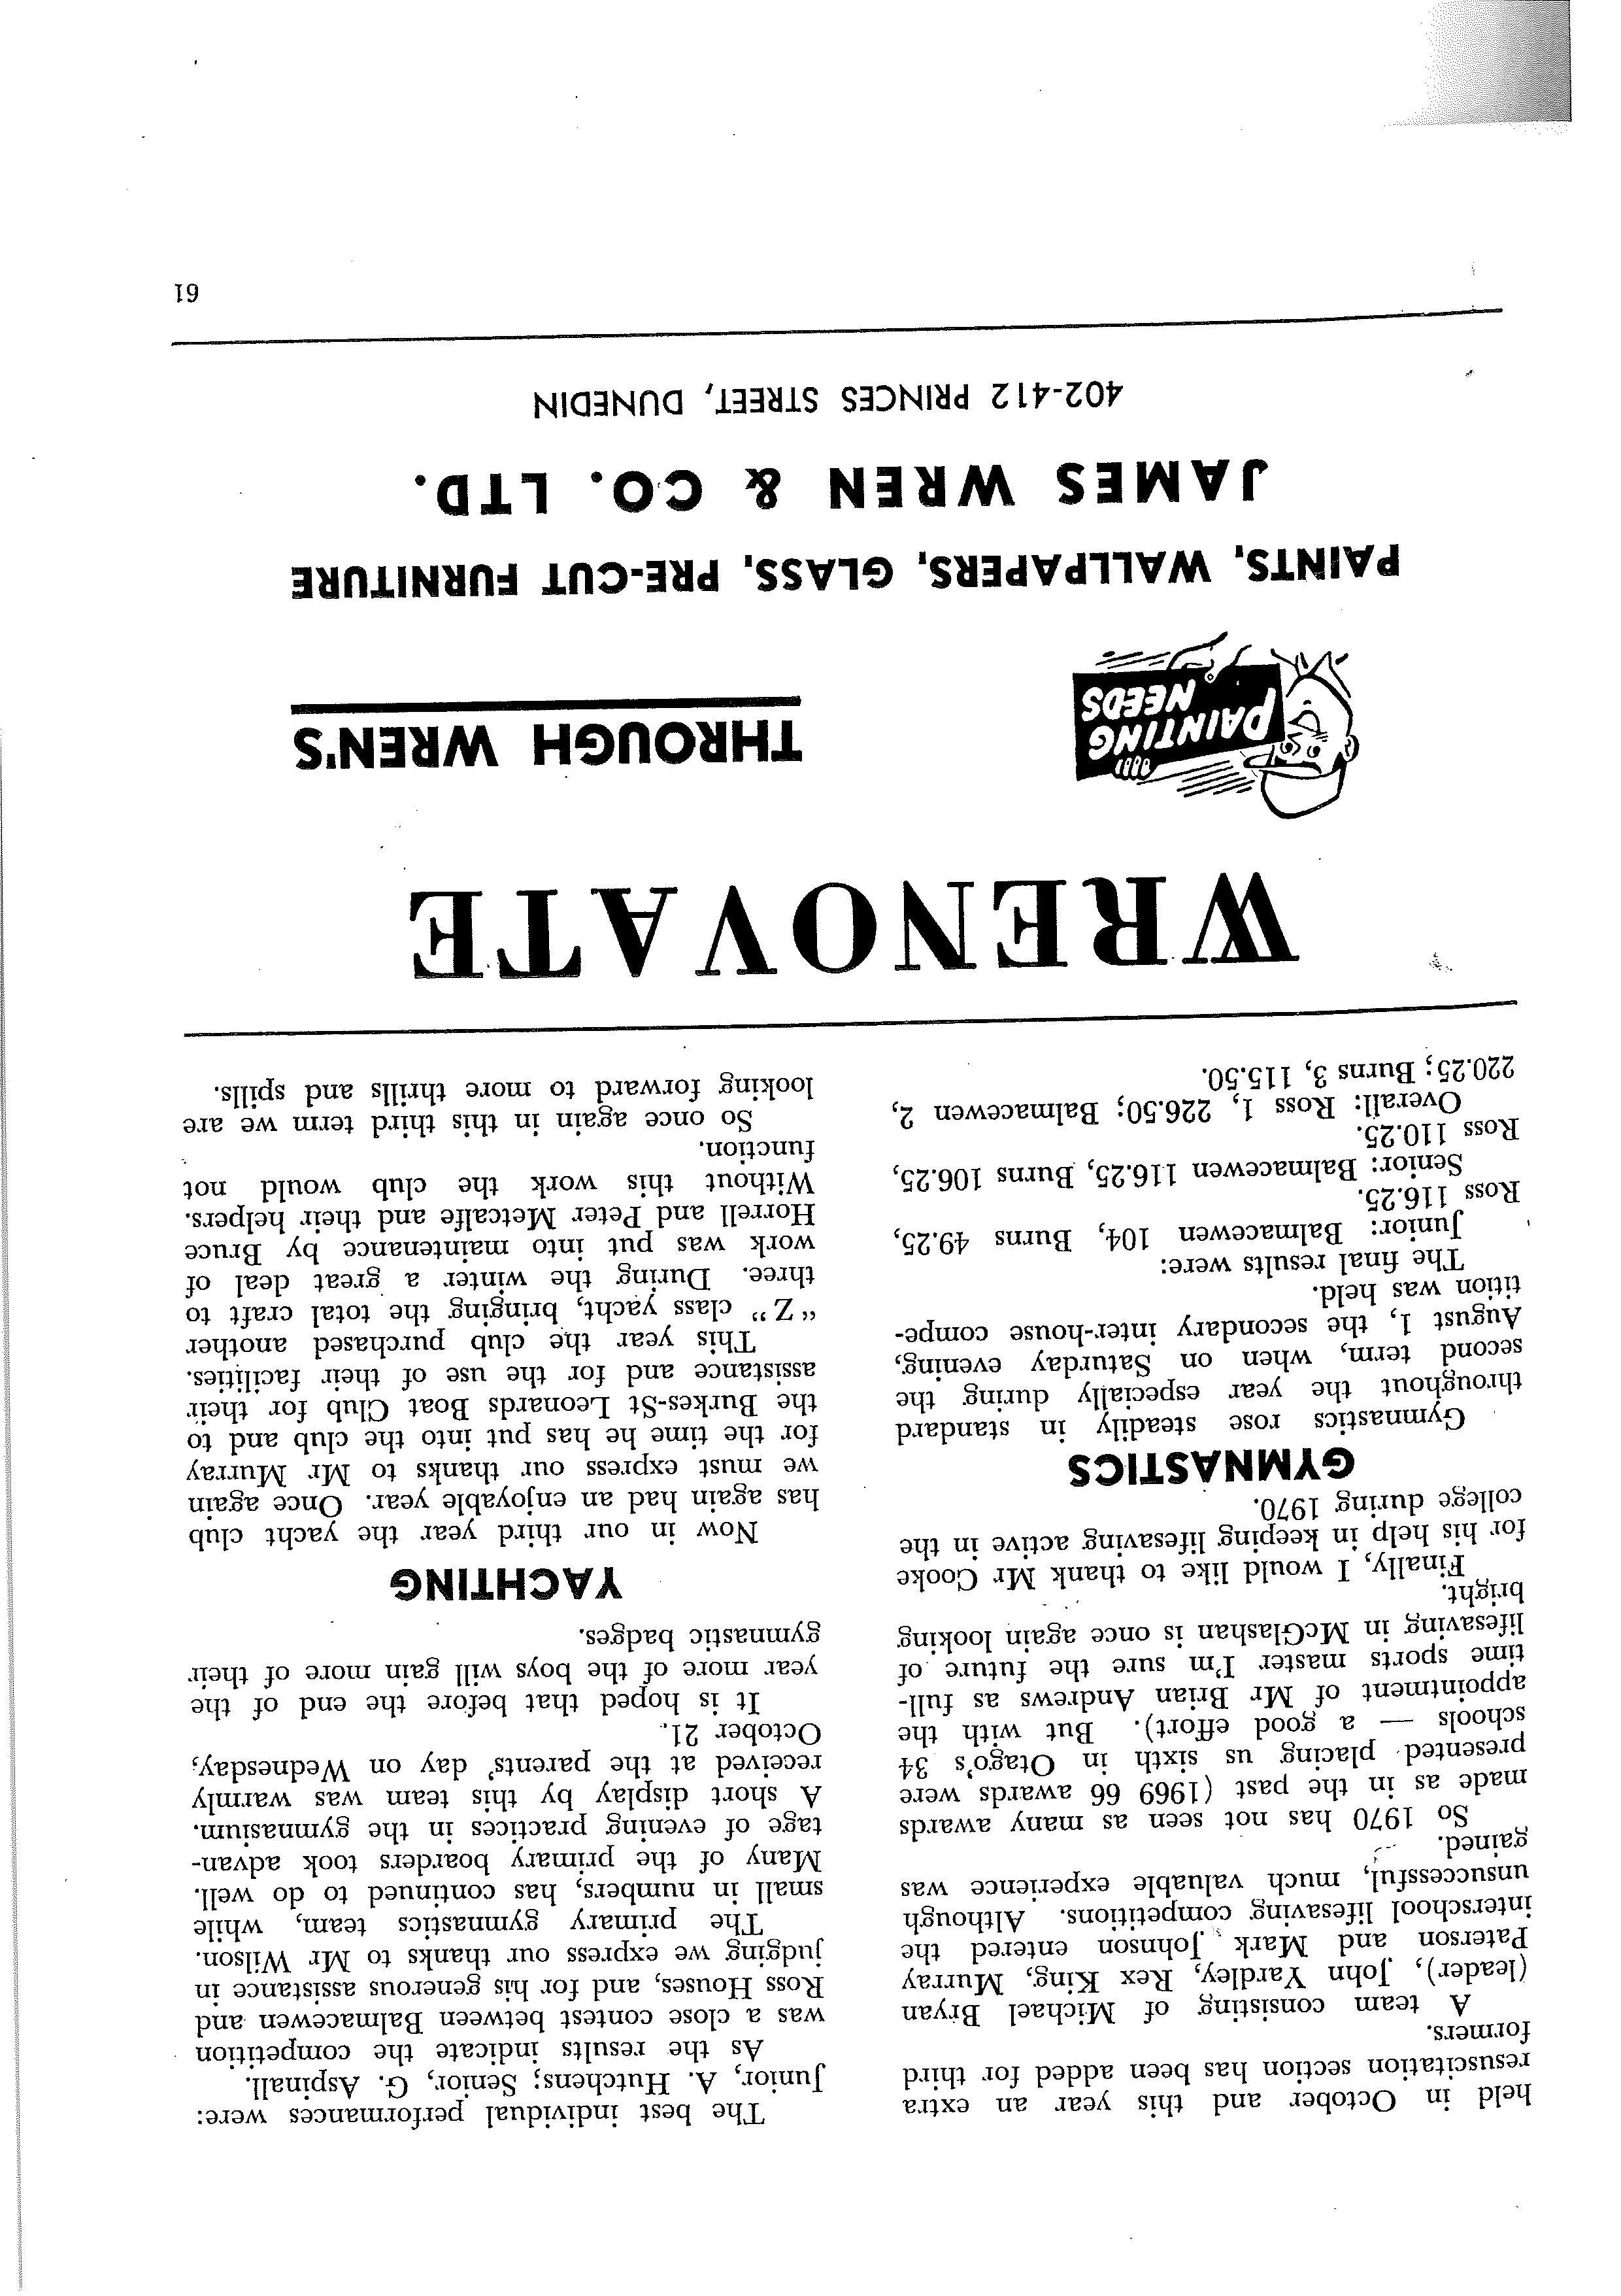 held in October and this year an extra
resuscitation section has been added for third
formers.
A team consisting of Michael Bryan
(leader), John Yardley, Rex King, Murray
Paterson and Mark Johnson entered the
interschool lifesaving competitions. Although
unsuccessful, much valuable experience was
gained.
So 1970 has not seen as many awards
made as in the past (1969 66 awards were
presented placing us sixth in Otago's 34
schools — a good effort). But with the
appointment of Mr Brian Andrews as full-
time sports master I'm sure the future of
lifesaving in McGlashan is once again looking
bright.
Finally, I would like to thank Mr Cooke
for his help in keeping lifesaving active in the
college during 1970.
GYMNASTICS
Gymnastics rose steadily in standard
throughout the year especially during the
second term, when on Saturday evening,
August 1, the secondary inter-house compe-
tition was held.
The final results were:
Junior: Balmacewen 104, Burns 49.25,
Ross 116.25.
Senior: Balmacewen 116.25, Burns 106.25,
Ross 110.25.
Overall: Ross 1, 226.50; Balmacewen 2,
220.25; Burns 3, 115.50.
The best individual performances were:
Junior, A. Hutchens; Senior, G. Aspinall.
As the results indicate the competition
was a close contest between Balmacewen and
Ross Houses, and for his generous assistance in
judging we express our thanks to Mr Wilson.
The primary gymnastics team, while
small in numbers, has continued to do well.
Many of the primary boarders took advan-
tage of evening practices in the gymnasium.
A short display by this team was warmly
received at the parents' day on Wednesday,
October 21.
It is hoped that before the end of the
year more of the boys will gain more of their
gymnastic badges.
YACHTING
Now in our third year the yacht club
has again had an enjoyable year. Once again
we must express our thanks to Mr Murray
for the time he has put into the club and to
the Burkes-St Leonards Boat Club for their
assistance and for the use of their facilities.
This year the club purchased another
"Z" class yacht, bringing the total craft to
three. During the winter a great deal of
work was put into maintenance by Bruce
Horrell and Peter Metcalfe and their helpers.
Without this work the club would not
function.
So once again in this third term we are
looking forward to more thrills and spills.
WRENOVATE
PAINTING
NEEDS
THROUGH WREN'S
PAINTS, WALLPAPERS, GLASS, PRE-CUT FURNITURE
JAMES WREN & CO. LTD.
402-412 PRINCES STREET, DUNEDIN
61